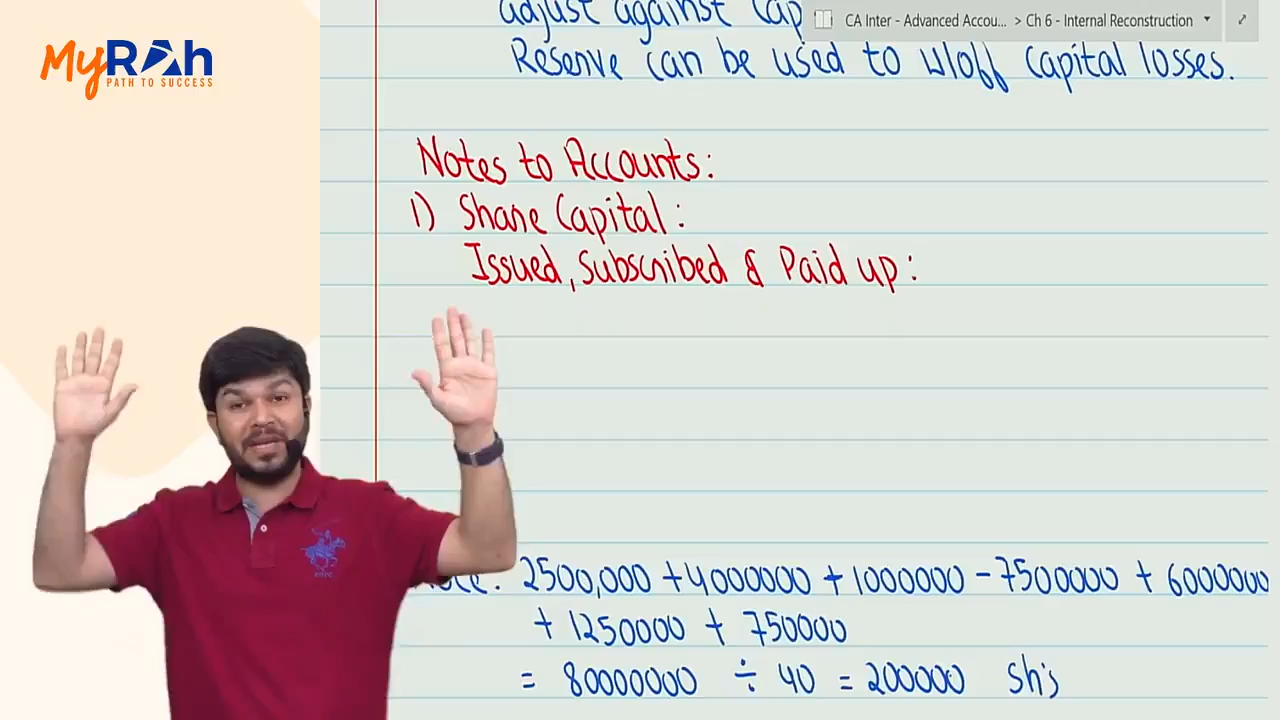 MyRAh
PATH TO SUCCESS
adjust against Cap
CA Inter - Advanced Accou... > Ch 6 - Internal Reconstruction
Reserve can be used to w/off capital losses.
Notes to Accounts:
1) Share Capital:
Issued, Subscribed & Paid up:
2500,000 + 4000000 + 1000000 - 7500000 + 6000000
+ 1250000 + 750000
= 80000000 ÷ 40 = 200000 sh's